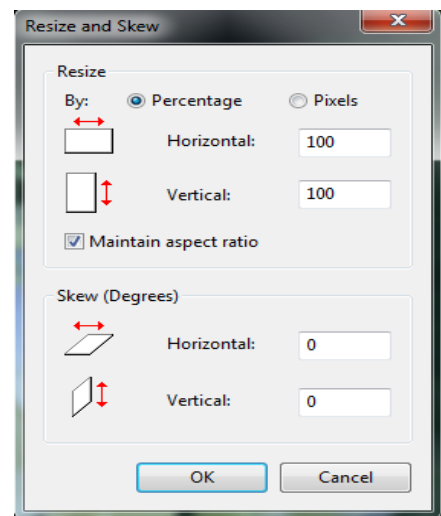 Resize and Skew
Resize
By: Percentage Pixels
Horizontal: 100
Vertical: 100
Maintain aspect ratio
Skew (Degrees)
Horizontal: 0
Vertical: 0
OK Cancel